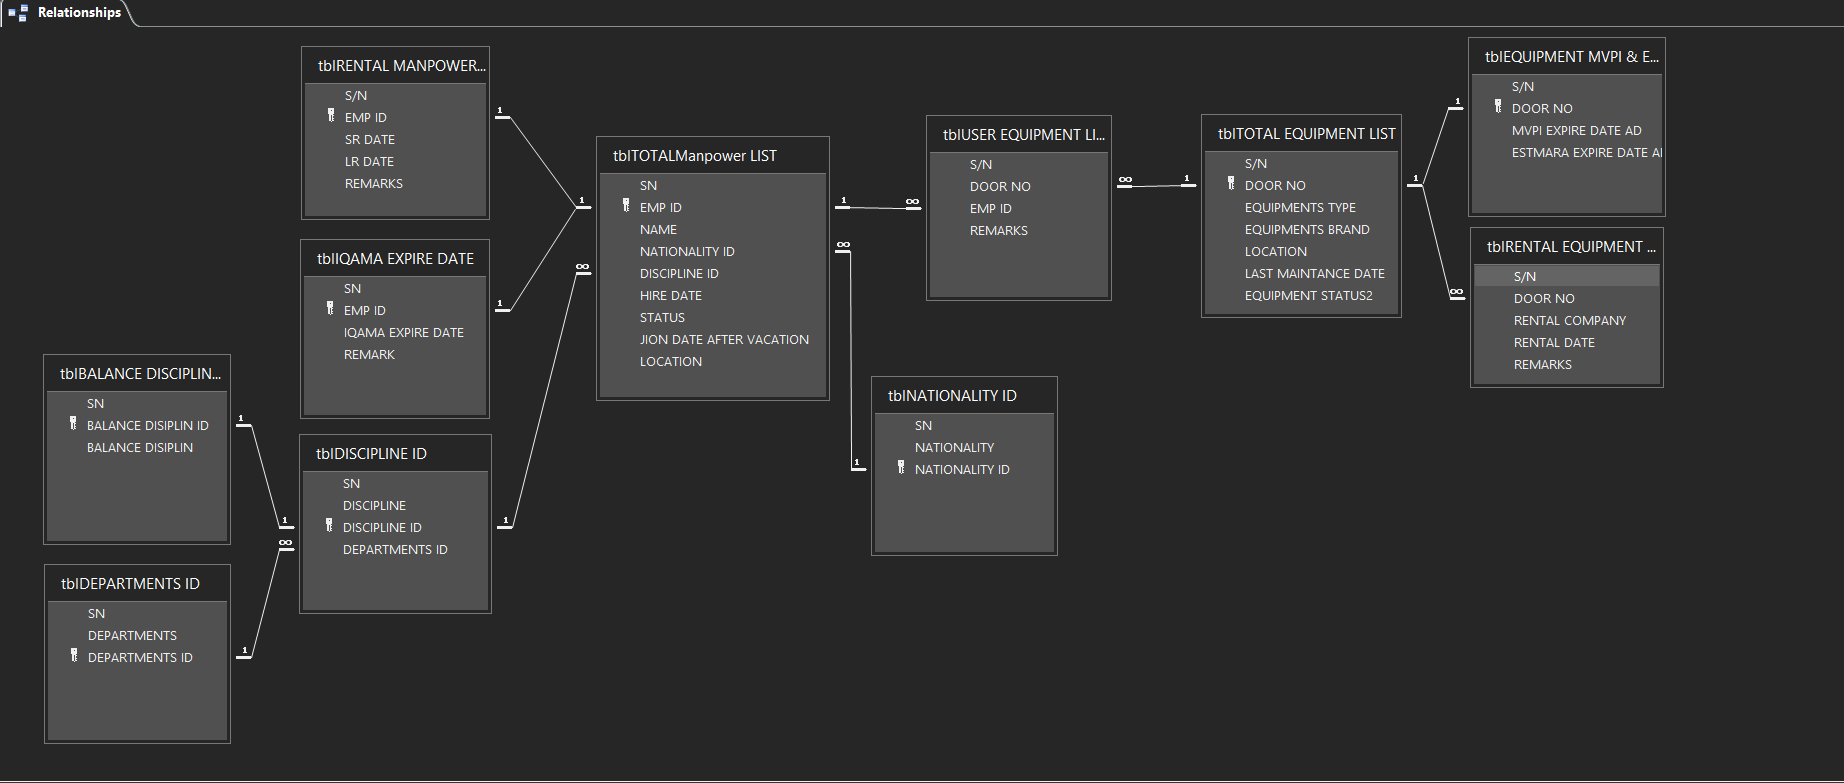 Relationships
tblRENTAL MANPOWER...
S/N
EMP ID
SR DATE
LR DATE
REMARKS
tblIQAMA EXPIRE DATE
SN
EMP ID
IQAMA EXPIRE DATE
REMARK
tblBALANCE DISCIPLIN...
SN
BALANCE DISIPLIN ID
BALANCE DISIPLIN
tblDEPARTMENTS ID
SN
DEPARTMENTS
DEPARTMENTS ID
tblDISCIPLINE ID
SN
DISCIPLINE
DISCIPLINE ID
DEPARTMENTS ID
tblTOTALManpower LIST
SN
EMP ID
NAME
NATIONALITY ID
DISCIPLINE ID
HIRE DATE
STATUS
JION DATE AFTER VACATION
LOCATION
tblNATIONALITY ID
SN
NATIONALITY
NATIONALITY ID
tblUSER EQUIPMENT LI...
S/N
DOOR NO
EMP ID
REMARKS
tblTOTAL EQUIPMENT LIST
S/N
DOOR NO
EQUIPMENTS TYPE
EQUIPMENTS BRAND
LOCATION
LAST MAINTANCE DATE
EQUIPMENT STATUS2
tblEQUIPMENT MVPI & E...
S/N
DOOR NO
MVPI EXPIRE DATE AD
ESTMARA EXPIRE DATE A
tblRENTAL EQUIPMENT ...
S/N
DOOR NO
RENTAL COMPANY
RENTAL DATE
REMARKS
1
1
1
∞
1
1
∞
1
1
1
∞
∞
1
∞
1
1
1
∞